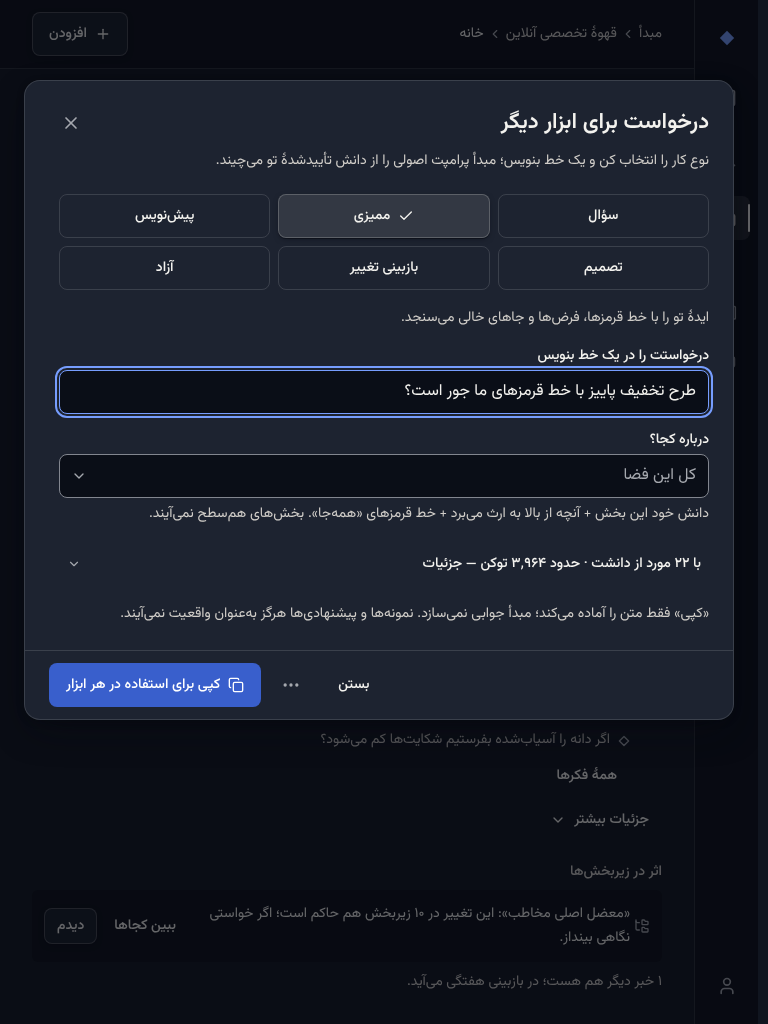 مبدأ › قهوهٔ تخصصی آنلاین › خانه
افزودن
درخواست برای ابزار دیگر
نوع کار را انتخاب کن و یک خط بنویس؛ مبدأ پرامپت اصولی را از دانش تأییدشدهٔ تو می‌چیند.
سؤال
ممیزی
پیش‌نویس
تصمیم
بازبینی تغییر
آزاد
ایدهٔ تو را با خط قرمزها، فرض‌ها و جاهای خالی می‌سنجد.
درخواستت را در یک خط بنویس
طرح تخفیف پاییز با خط قرمزهای ما جور است؟
درباره کجا؟
کل این فضا
دانش خود این بخش + آنچه از بالا به ارث می‌برد + خط قرمزهای «همه‌جا». بخش‌های هم‌سطح نمی‌آیند.
با ۲۲ مورد از دانشت · حدود ۳٬۹۶۴ توکن — جزئیات
«کپی» فقط متن را آماده می‌کند؛ مبدأ جوابی نمی‌سازد. نمونه‌ها و پیشنهادی‌ها هرگز به‌عنوان واقعیت نمی‌آیند.
بستن
کپی برای استفاده در هر ابزار
اگر دانه را آسیاب‌شده بفرستیم شکایت‌ها کم می‌شود؟
همهٔ فکرها
جزئیات بیشتر
اثر در زیربخش‌ها
«معضل اصلی مخاطب»: این تغییر در ۱۰ زیربخش هم حاکم است؛ اگر خواستی
نگاهی بینداز.
ببین کجاها
دیدم
۱ خبر دیگر هم هست؛ در بازبینی هفتگی می‌آید.